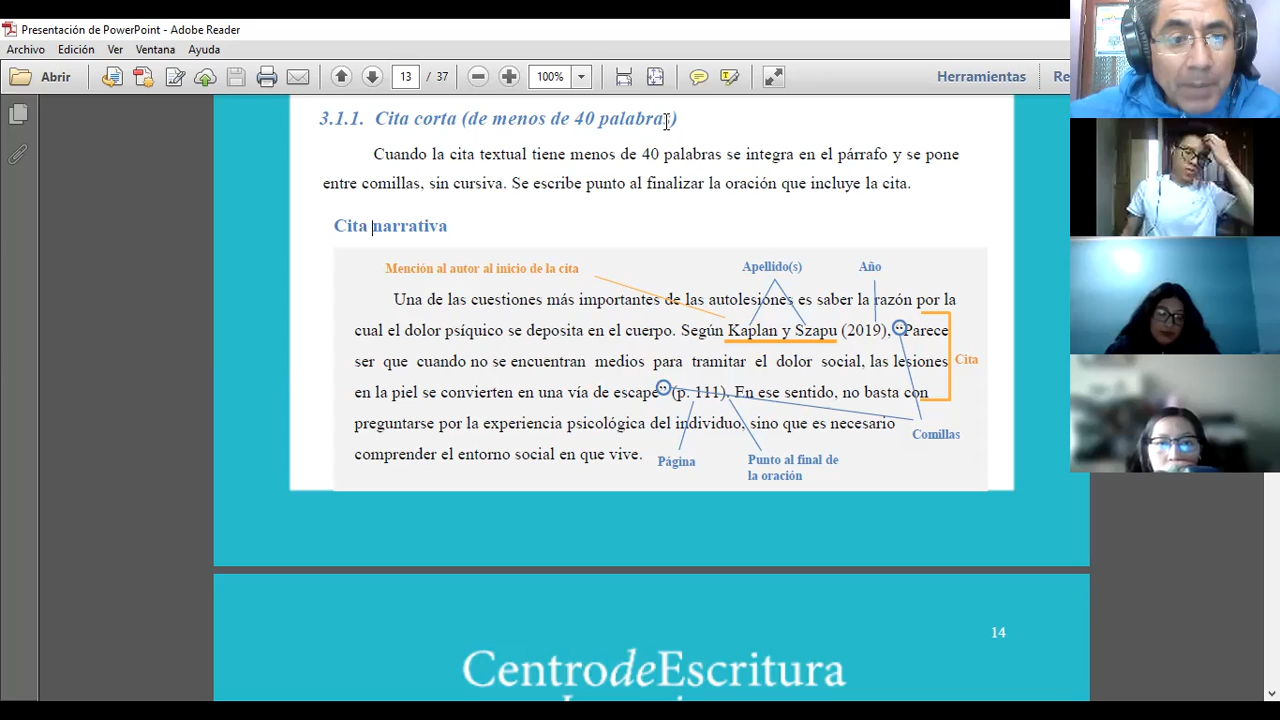 Presentación de PowerPoint - Adobe Reader
Archivo Edición Ver Ventana Ayuda
Abrir 13 / 37 100% Herramientas Re
3.1.1. Cita corta (de menos de 40 palabras)
Cuando la cita textual tiene menos de 40 palabras se integra en el párrafo y se pone
entre comillas, sin cursiva. Se escribe punto al finalizar la oración que incluye la cita.
Cita narrativa
Mención al autor al inicio de la cita Apellido(s) Año
Una de las cuestiones más importantes de las autolesiones es saber la razón por la
cual el dolor psíquico se deposita en el cuerpo. Según Kaplan y Szapu (2019), "Parece
ser que cuando no se encuentran medios para tramitar el dolor social, las lesiones
Cita
en la piel se convierten en una vía de escape" (p. 111). En ese sentido, no basta con
preguntarse por la experiencia psicológica del individuo, sino que es necesario
Comillas
comprender el entorno social en que vive.
Página Punto al final de
la oración
14
CentrodeEscritura